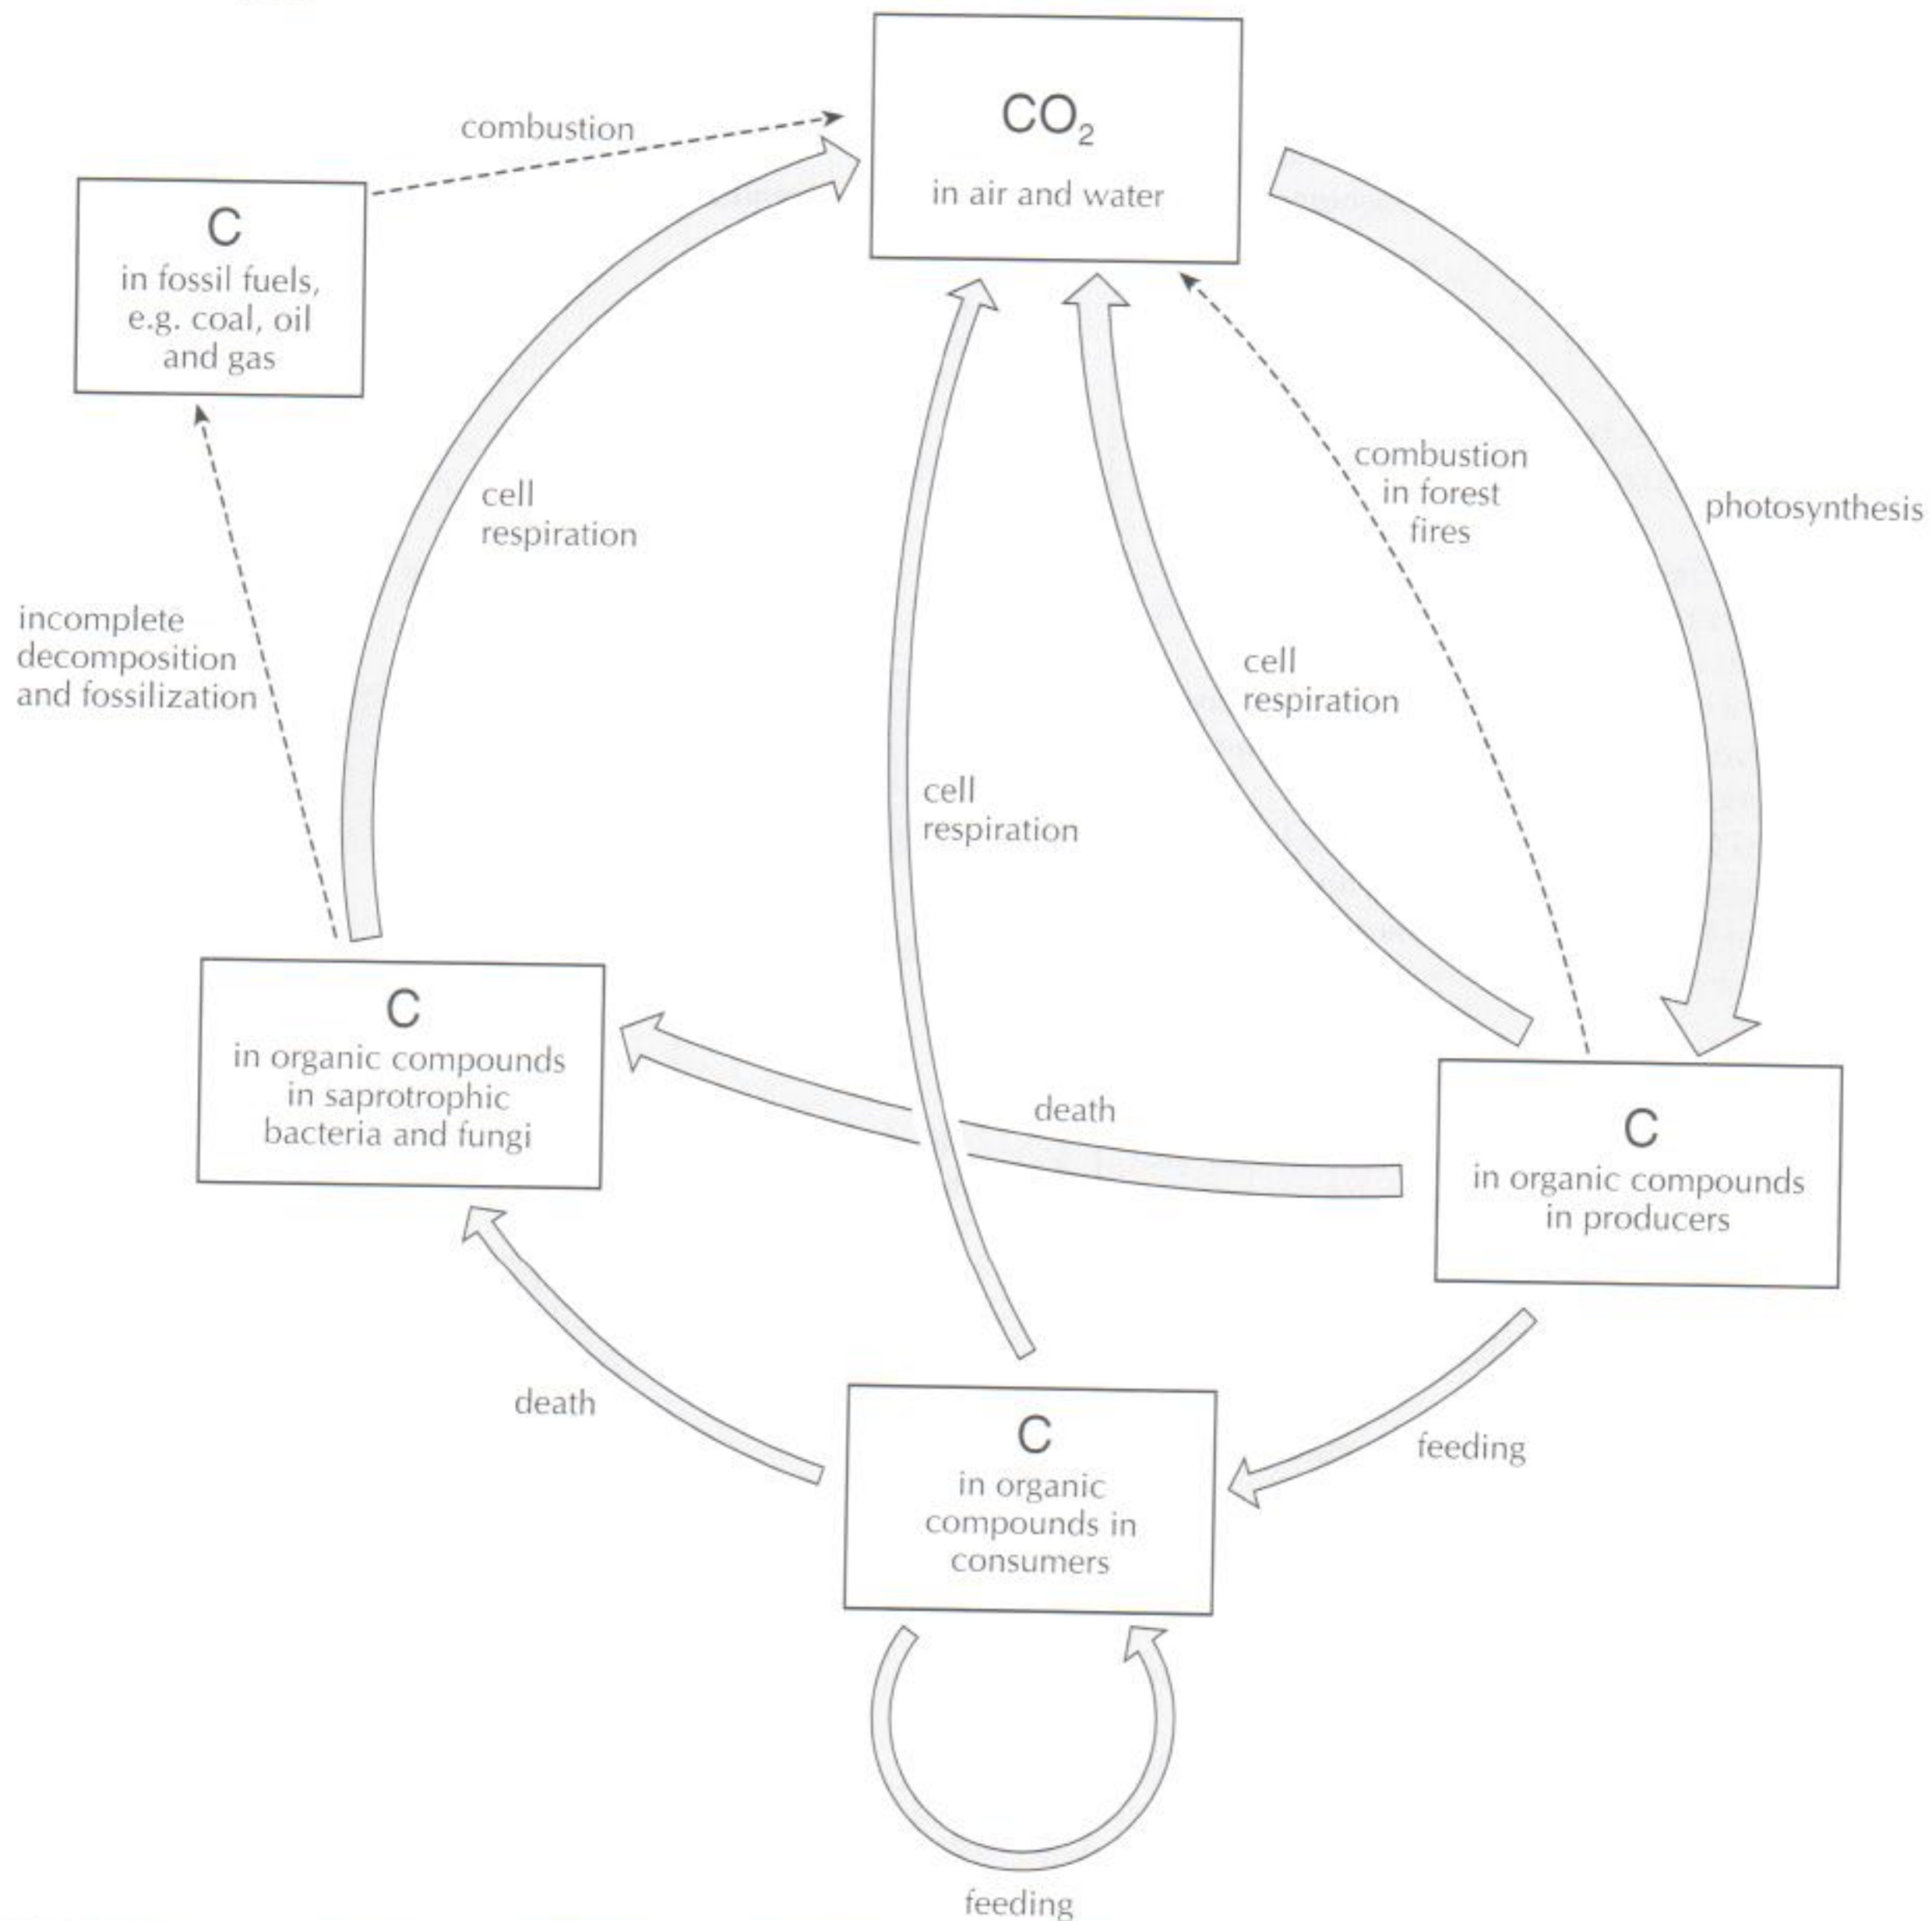 CO₂
in air and water
combustion
C
in fossil fuels,
e.g. coal, oil
and gas
cell
respiration
combustion
in forest
fires
photosynthesis
incomplete
decomposition
and fossilization
cell
respiration
cell
respiration
C
in organic compounds
in saprotrophic
bacteria and fungi
death
C
in organic compounds
in producers
death
C
in organic
compounds in
consumers
feeding
feeding